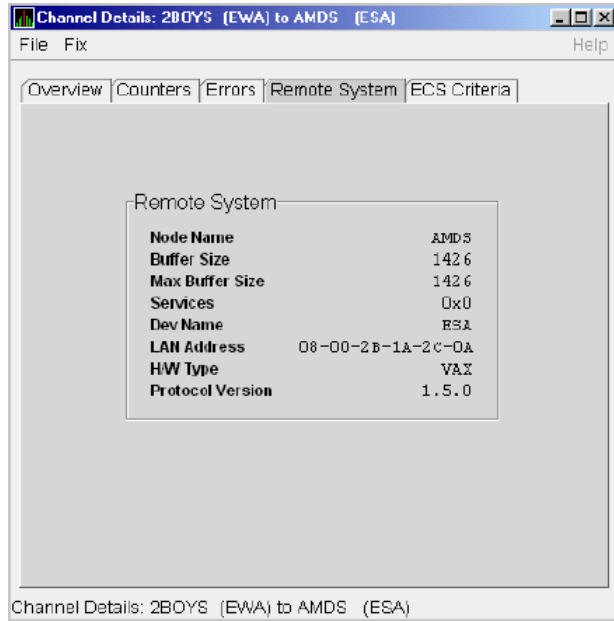 Channel Details: 2BOYS (EWA) to AMDS (ESA)
File Fix Help
Overview Counters Errors Remote System ECS Criteria
Remote System
Node Name AMDS
Buffer Size 1426
Max Buffer Size 1426
Services 0x0
Dev Name ESA
LAN Address 08-00-2B-1A-2C-0A
H/W Type VAX
Protocol Version 1.5.0
Channel Details: 2BOYS (EWA) to AMDS (ESA)